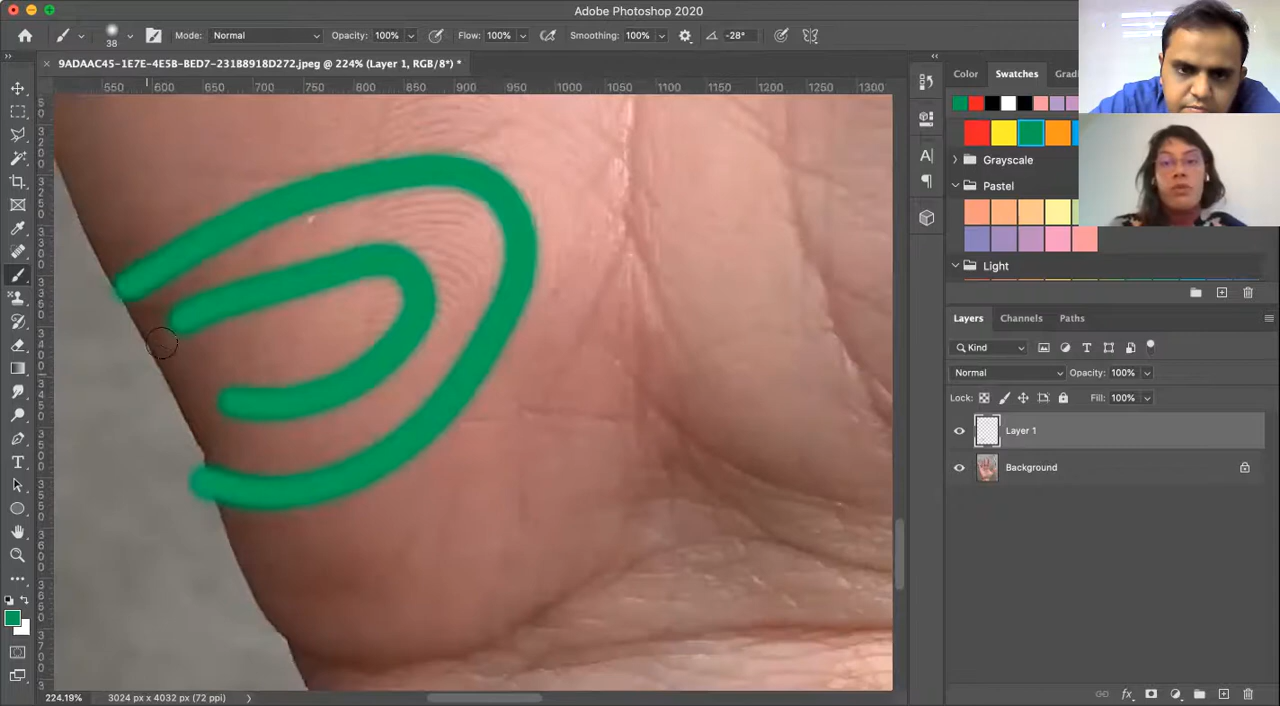 Adobe Photoshop 2020
38
Mode: Normal
Opacity: 100%
Flow: 100%
Smoothing: 100%
-28°
9ADAAC45-1E7E-4E5B-BED7-231B8918D272.jpeg @ 224% (Layer 1, RGB/8*) *
550 600 650 700 750 800 850 900 950 1000 1050 1100 1150 1200 1250 1300
Color Swatches Gradi
Grayscale
Pastel
Light
Layers Channels Paths
Kind
Normal Opacity: 100%
Lock: Fill: 100%
Layer 1
Background
224.19% 3024 px x 4032 px (72 ppi)